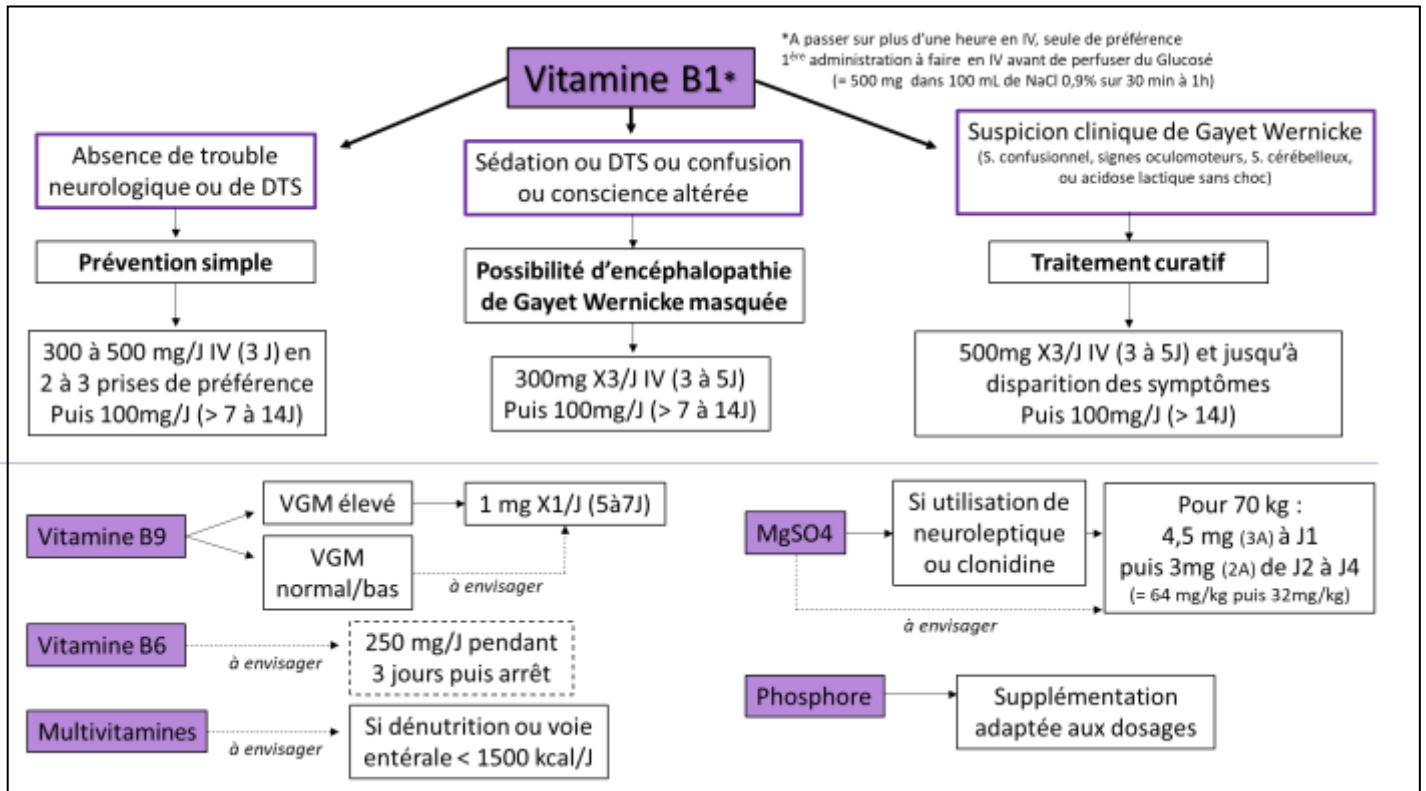 *A passer sur plus d'une heure en IV, seule de préférence
1ère administration à faire en IV avant de perfuser du Glucosé
(= 500 mg dans 100 mL de NaCl 0,9% sur 30 min à 1h)
Vitamine B1*
Absence de trouble
neurologique ou de DTS
Prévention simple
300 à 500 mg/J IV (3 J) en
2 à 3 prises de préférence
Puis 100mg/J (> 7 à 14J)
Sédation ou DTS ou confusion
ou conscience altérée
Possibilité d'encéphalopathie
de Gayet Wernicke masquée
300mg X3/J IV (3 à 5J)
Puis 100mg/J (> 7 à 14J)
Suspicion clinique de Gayet Wernicke
(S. confusionnel, signes oculomoteurs, S. cérébelleux,
ou acidose lactique sans choc)
Traitement curatif
500mg X3/J IV (3 à 5J) et jusqu'à
disparition des symptômes
Puis 100mg/J (> 14J)
Vitamine B9
VGM élevé
1 mg X1/J (5à7J)
VGM
normal/bas
à envisager
Vitamine B6
à envisager
250 mg/J pendant
3 jours puis arrêt
Multivitamines
à envisager
Si dénutrition ou voie
entérale < 1500 kcal/J
MgSO4
Si utilisation de
neuroleptique
ou clonidine
Pour 70 kg :
4,5 mg (3A) à J1
puis 3mg (2A) de J2 à J4
(= 64 mg/kg puis 32mg/kg)
à envisager
Phosphore
Supplémentation
adaptée aux dosages